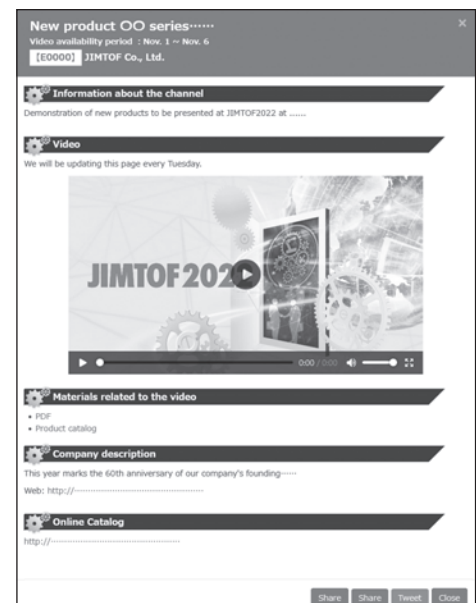 New product OO series……
×
Video availability period : Nov. 1 ~ Nov. 6
[E0000] JIMTOF Co., Ltd.
Information about the channel
Demonstration of new products to be presented at JIMTOF2022 at ......
Video
We will be updating this page every Tuesday.
JIMTOF 202
0:00 / 0:00
Materials related to the video
• PDF
• Product catalog
Company description
This year marks the 60th anniversary of our company's founding……
Web: http://……………………………………………
Online Catalog
http://……………………………………………
Share Share Tweet Close